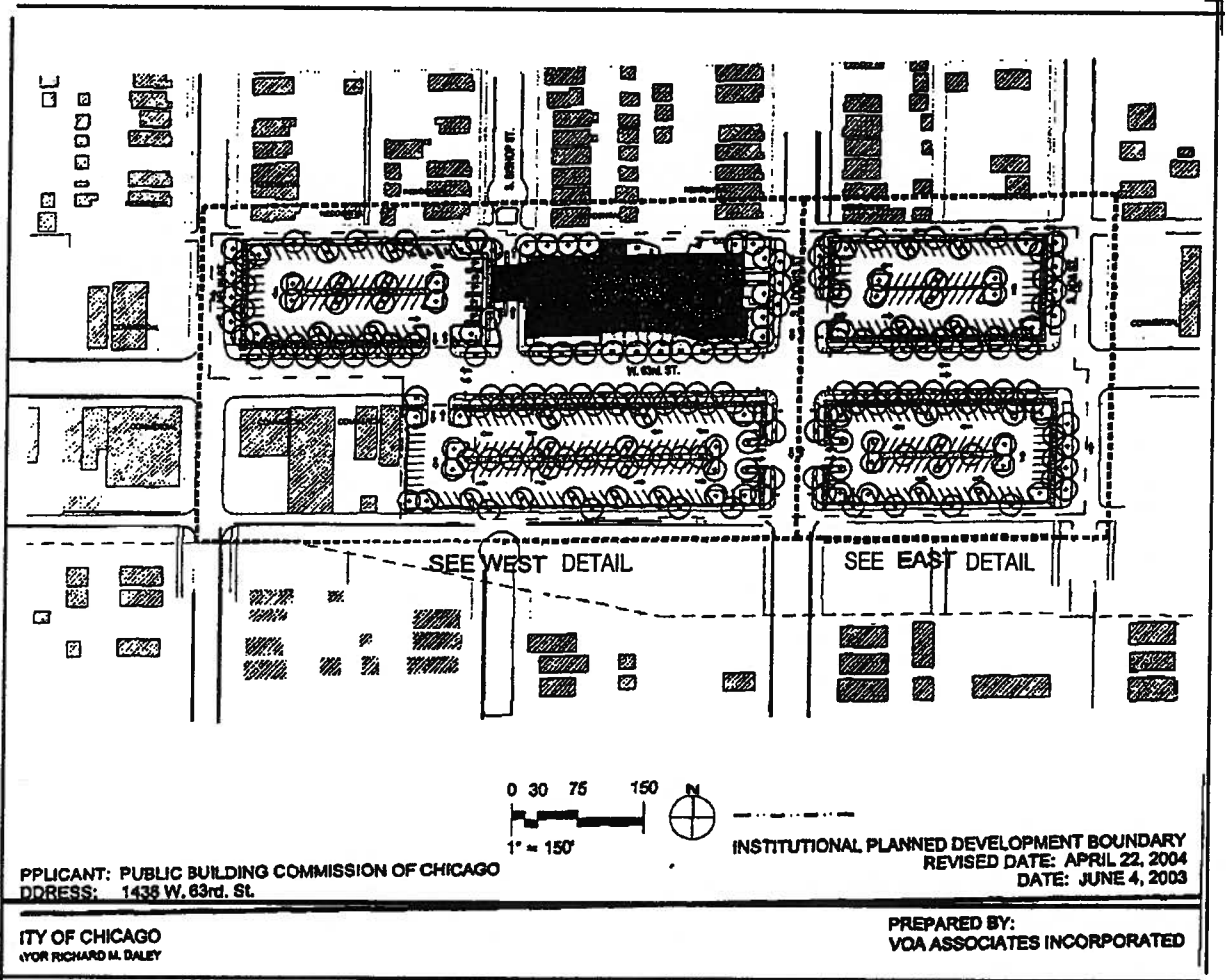 S. BISHOP ST.
W. 63rd. ST.
COMMERCIAL
SEE WEST DETAIL
SEE EAST DETAIL
0 30 75 150
N
1" = 150'
INSTITUTIONAL PLANNED DEVELOPMENT BOUNDARY
REVISED DATE: APRIL 22, 2004
DATE: JUNE 4, 2003
PPLICANT: PUBLIC BUILDING COMMISSION OF CHICAGO
DDRESS: 1438 W. 63rd. St.
ITY OF CHICAGO
AYOR RICHARD M. DALEY
PREPARED BY:
VOA ASSOCIATES INCORPORATED